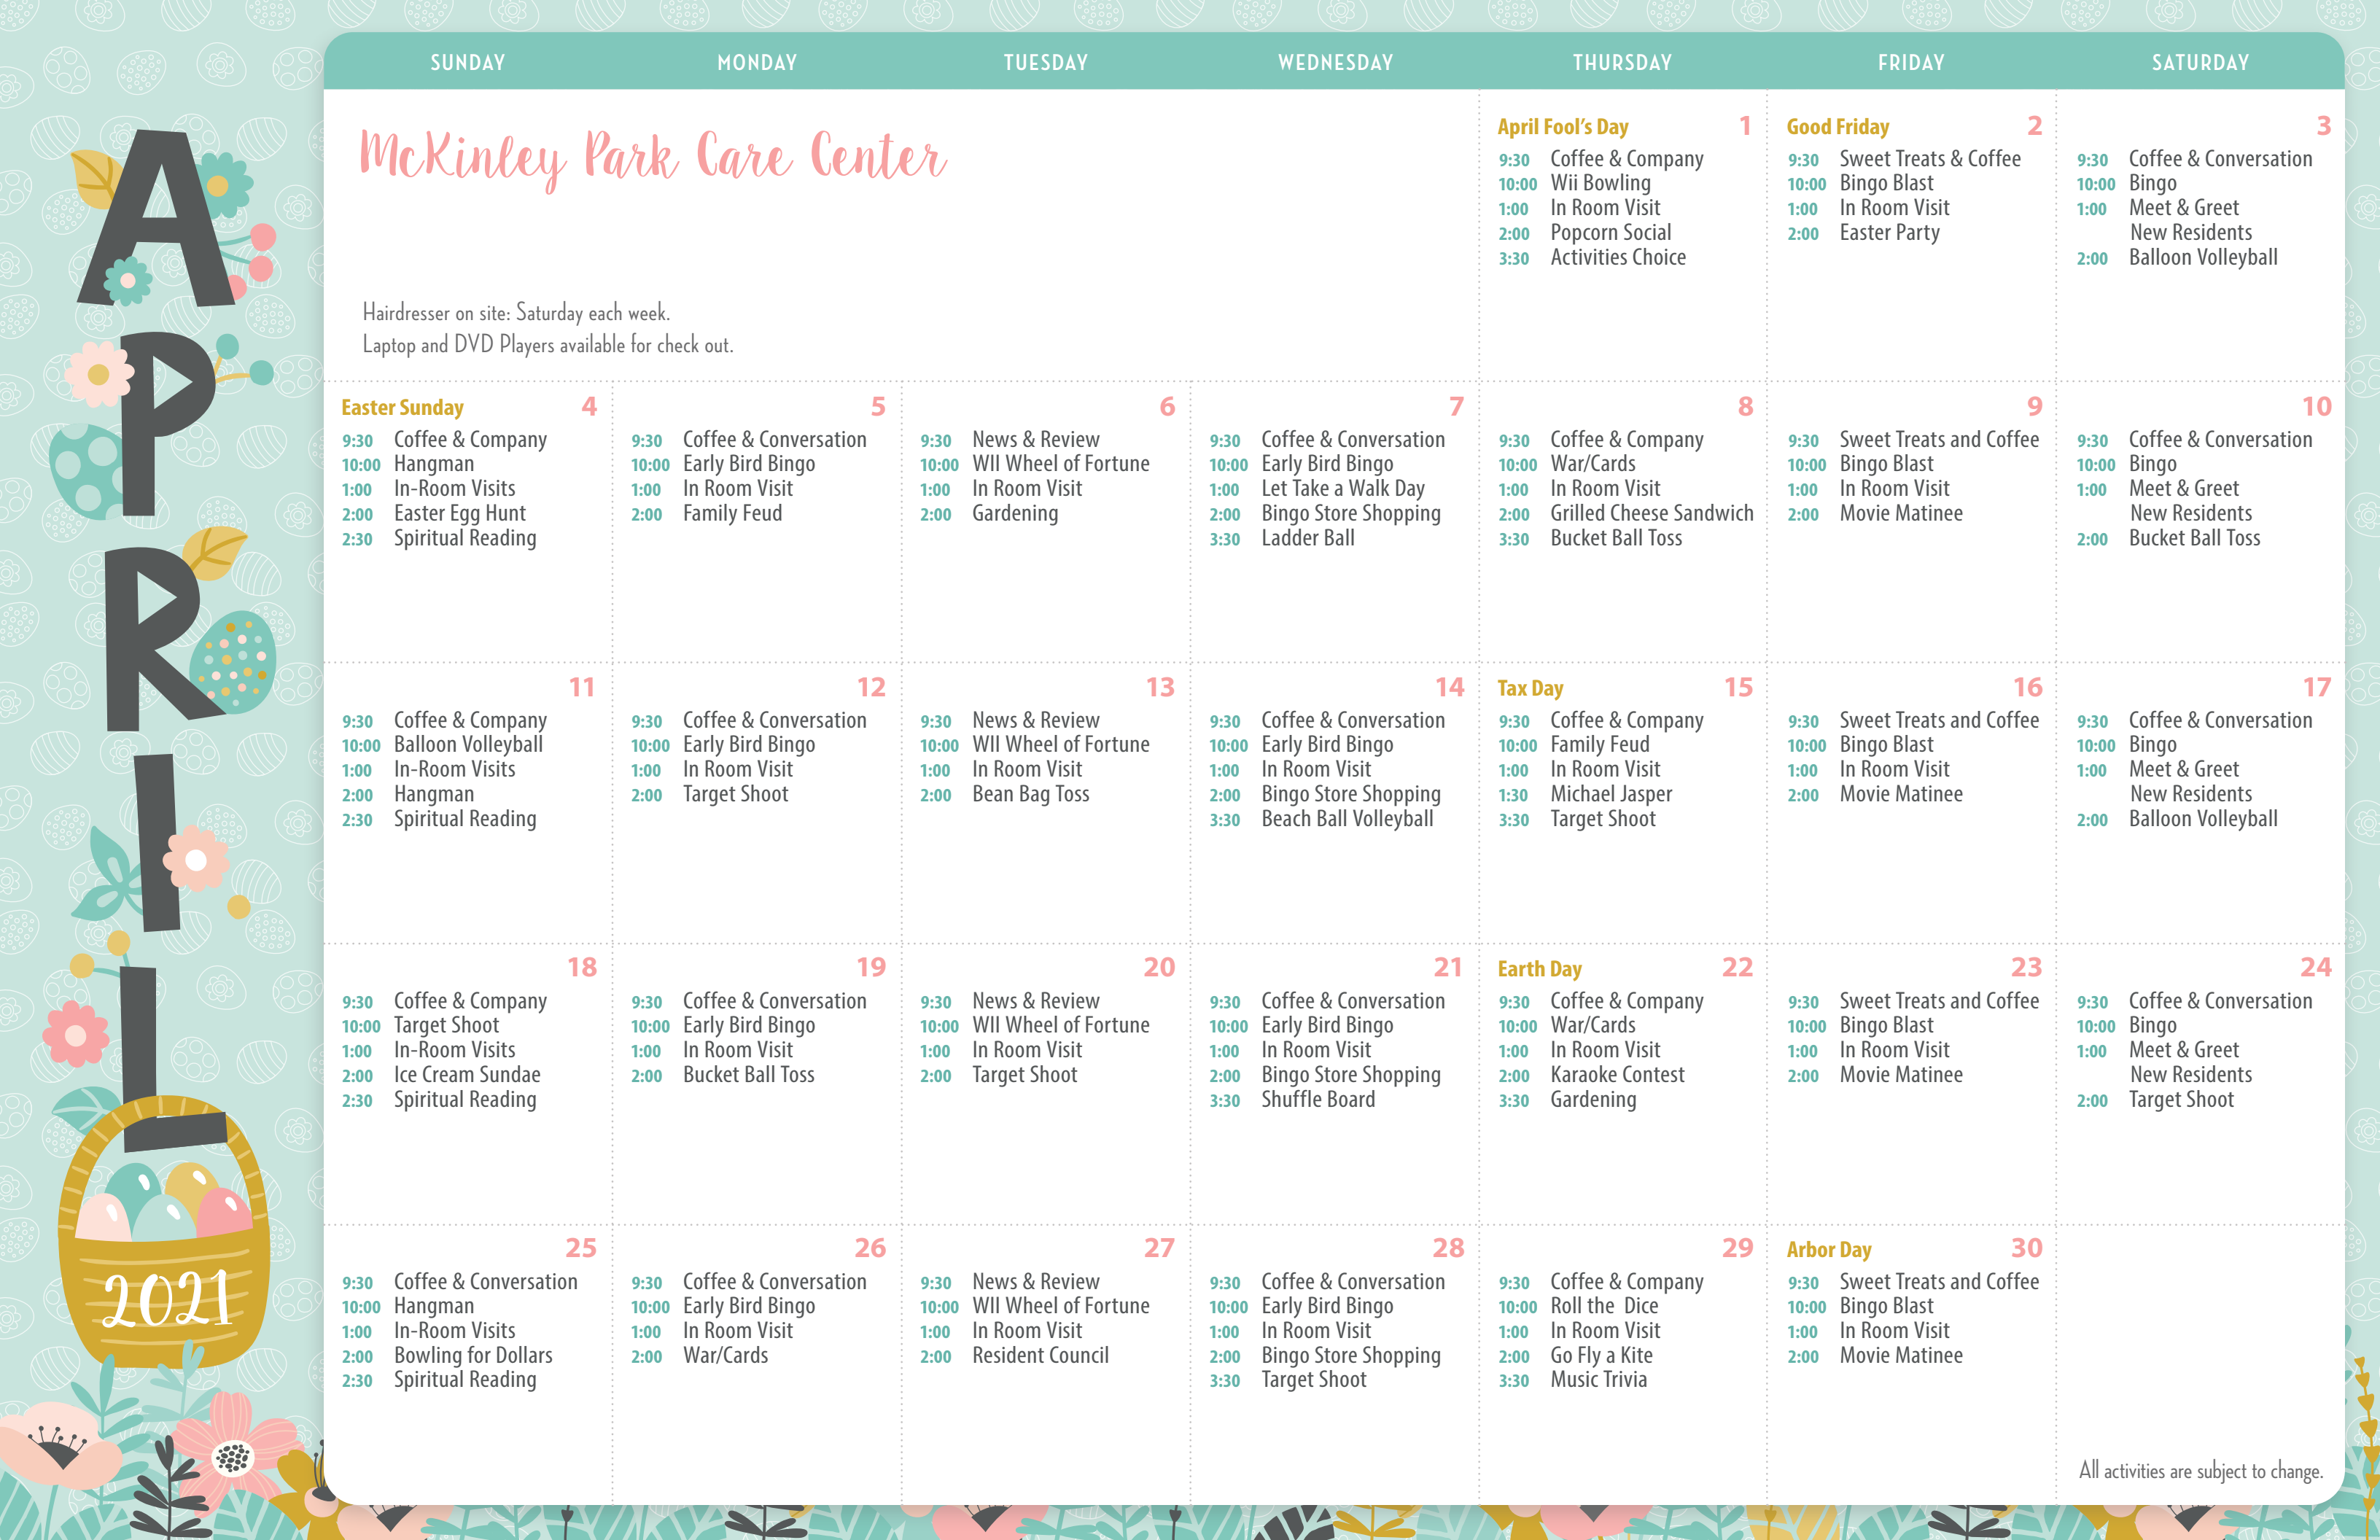 APRIL
2021
SUNDAY MONDAY TUESDAY WEDNESDAY THURSDAY FRIDAY SATURDAY
McKinley Park Care Center
Hairdresser on site: Saturday each week.
Laptop and DVD Players available for check out.
April Fool's Day 1
9:30 Coffee & Company
10:00 Wii Bowling
1:00 In Room Visit
2:00 Popcorn Social
3:30 Activities Choice
Good Friday 2
9:30 Sweet Treats & Coffee
10:00 Bingo Blast
1:00 In Room Visit
2:00 Easter Party
3
9:30 Coffee & Conversation
10:00 Bingo
1:00 Meet & Greet
New Residents
2:00 Balloon Volleyball
Easter Sunday 4
9:30 Coffee & Company
10:00 Hangman
1:00 In-Room Visits
2:00 Easter Egg Hunt
2:30 Spiritual Reading
5
9:30 Coffee & Conversation
10:00 Early Bird Bingo
1:00 In Room Visit
2:00 Family Feud
6
9:30 News & Review
10:00 WII Wheel of Fortune
1:00 In Room Visit
2:00 Gardening
7
9:30 Coffee & Conversation
10:00 Early Bird Bingo
1:00 Let Take a Walk Day
2:00 Bingo Store Shopping
3:30 Ladder Ball
8
9:30 Coffee & Company
10:00 War/Cards
1:00 In Room Visit
2:00 Grilled Cheese Sandwich
3:30 Bucket Ball Toss
9
9:30 Sweet Treats and Coffee
10:00 Bingo Blast
1:00 In Room Visit
2:00 Movie Matinee
10
9:30 Coffee & Conversation
10:00 Bingo
1:00 Meet & Greet
New Residents
2:00 Bucket Ball Toss
11
9:30 Coffee & Company
10:00 Balloon Volleyball
1:00 In-Room Visits
2:00 Hangman
2:30 Spiritual Reading
12
9:30 Coffee & Conversation
10:00 Early Bird Bingo
1:00 In Room Visit
2:00 Target Shoot
13
9:30 News & Review
10:00 WII Wheel of Fortune
1:00 In Room Visit
2:00 Bean Bag Toss
14
9:30 Coffee & Conversation
10:00 Early Bird Bingo
1:00 In Room Visit
2:00 Bingo Store Shopping
3:30 Beach Ball Volleyball
Tax Day 15
9:30 Coffee & Company
10:00 Family Feud
1:00 In Room Visit
1:30 Michael Jasper
3:30 Target Shoot
16
9:30 Sweet Treats and Coffee
10:00 Bingo Blast
1:00 In Room Visit
2:00 Movie Matinee
17
9:30 Coffee & Conversation
10:00 Bingo
1:00 Meet & Greet
New Residents
2:00 Balloon Volleyball
18
9:30 Coffee & Company
10:00 Target Shoot
1:00 In-Room Visits
2:00 Ice Cream Sundae
2:30 Spiritual Reading
19
9:30 Coffee & Conversation
10:00 Early Bird Bingo
1:00 In Room Visit
2:00 Bucket Ball Toss
20
9:30 News & Review
10:00 WII Wheel of Fortune
1:00 In Room Visit
2:00 Target Shoot
21
9:30 Coffee & Conversation
10:00 Early Bird Bingo
1:00 In Room Visit
2:00 Bingo Store Shopping
3:30 Shuffle Board
Earth Day 22
9:30 Coffee & Company
10:00 War/Cards
1:00 In Room Visit
2:00 Karaoke Contest
3:30 Gardening
23
9:30 Sweet Treats and Coffee
10:00 Bingo Blast
1:00 In Room Visit
2:00 Movie Matinee
24
9:30 Coffee & Conversation
10:00 Bingo
1:00 Meet & Greet
New Residents
2:00 Target Shoot
25
9:30 Coffee & Conversation
10:00 Hangman
1:00 In-Room Visits
2:00 Bowling for Dollars
2:30 Spiritual Reading
26
9:30 Coffee & Conversation
10:00 Early Bird Bingo
1:00 In Room Visit
2:00 War/Cards
27
9:30 News & Review
10:00 WII Wheel of Fortune
1:00 In Room Visit
2:00 Resident Council
28
9:30 Coffee & Conversation
10:00 Early Bird Bingo
1:00 In Room Visit
2:00 Bingo Store Shopping
3:30 Target Shoot
29
9:30 Coffee & Company
10:00 Roll the Dice
1:00 In Room Visit
2:00 Go Fly a Kite
3:30 Music Trivia
Arbor Day 30
9:30 Sweet Treats and Coffee
10:00 Bingo Blast
1:00 In Room Visit
2:00 Movie Matinee
All activities are subject to change.